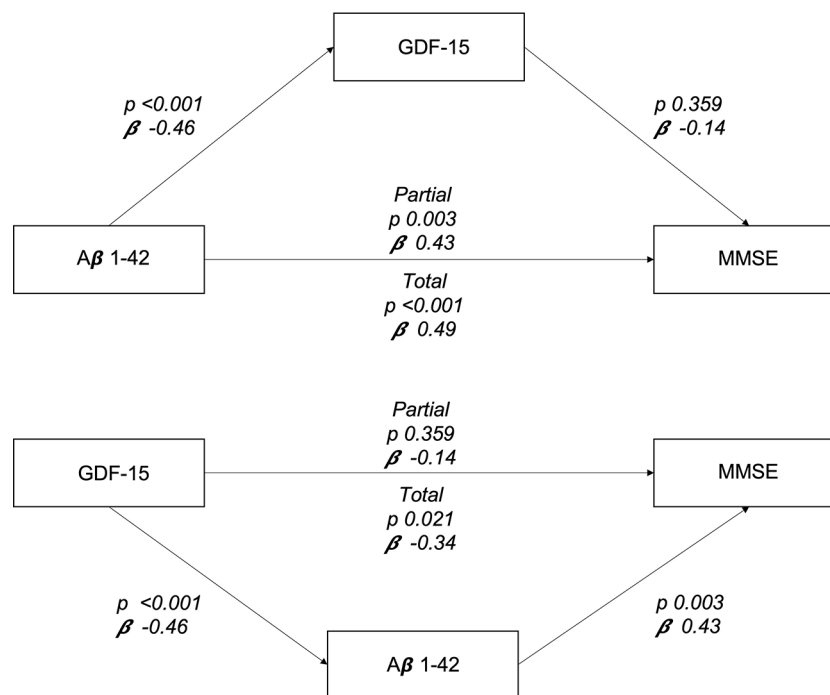 GDF-15
p <0.001
β -0.46
p 0.359
β -0.14
Partial
p 0.003
β 0.43
Aβ 1-42
MMSE
Total
p <0.001
β 0.49
Partial
p 0.359
β -0.14
GDF-15
MMSE
Total
p 0.021
β -0.34
p <0.001
β -0.46
p 0.003
β 0.43
Aβ 1-42